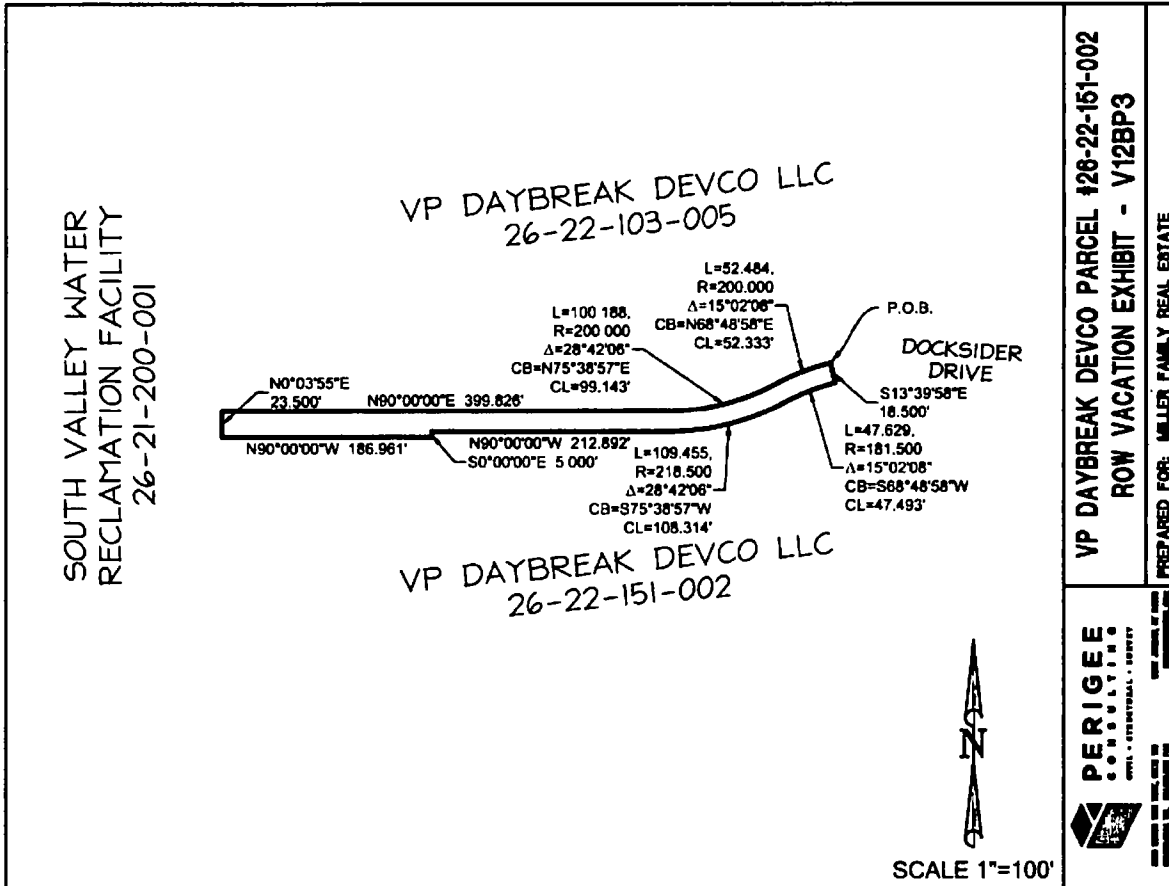 VP DAYBREAK DEVCO LLC
26-22-103-005
SOUTH VALLEY WATER
RECLAMATION FACILITY
26-21-200-001
L=52.484,
R=200.000
Δ=15°02'08"
CB=N68°48'58"E
CL=52.333'
L=100 188,
R=200 000
Δ=28°42'06"
CB=N75°38'57"E
CL=99.143'
P.O.B.
DOCKSIDER
DRIVE
S13°39'58"E
18.500'
N0°03'55"E
23.500'
N90°00'00"E 399.826'
N90°00'00"W 186.961'
N90°00'00"W 212.892'
S0°00'00"E 5 000'
L=109.455,
R=218.500
Δ=28°42'06"
CB=S75°38'57"W
CL=108.314'
L=47.629,
R=181.500
Δ=15°02'08"
CB=S68°48'58"W
CL=47.493'
VP DAYBREAK DEVCO LLC
26-22-151-002
N
SCALE 1"=100'
VP DAYBREAK DEVCO PARCEL #26-22-151-002
ROW VACATION EXHIBIT - V12BP3
PREPARED FOR: MILLER FAMILY REAL ESTATE
PERIGEE
CONSULTING
CIVIL • STRUCTURAL • SURVEY